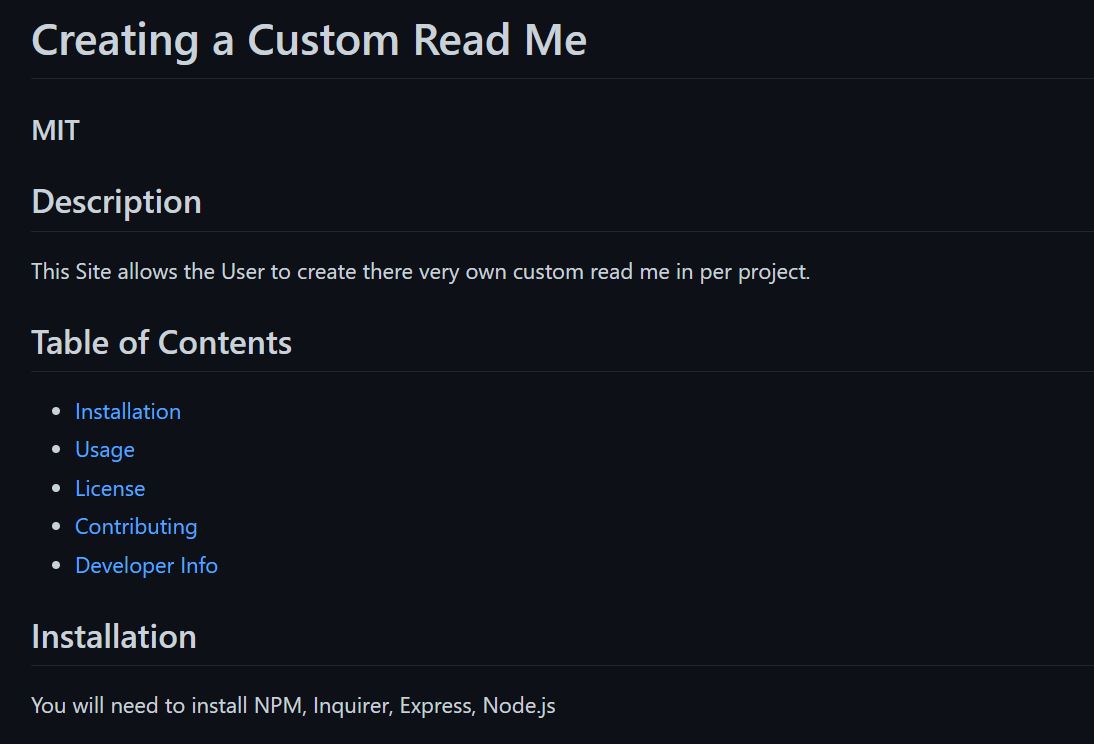 Creating a Custom Read Me
MIT
Description
This Site allows the User to create there very own custom read me in per project.
Table of Contents
Installation
Usage
License
Contributing
Developer Info
Installation
You will need to install NPM, Inquirer, Express, Node.js